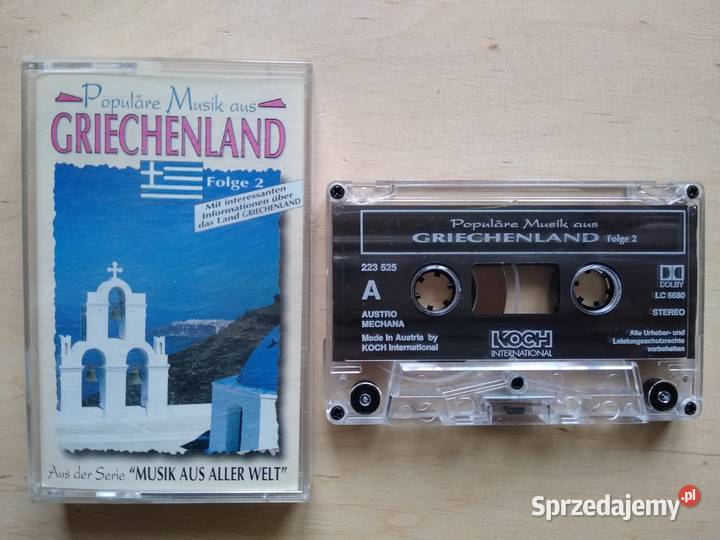 Populäre Musik aus
GRIECHENLAND
Folge 2
Mit interessanten
Informationen über
das Land GRIECHENLAND
Aus der Serie "MUSIK AUS ALLER WELT"
Populäre Musik aus
GRIECHENLAND Folge 2
223 525
A
AUSTRO
MECHANA
Made in Austria by
KOCH International
KOCH
INTERNATIONAL
DOLBY
LC 5680
STEREO
Alle Urheber- und
Leistungsschutzrechte
vorbehalten
Sprzedajemy.pl